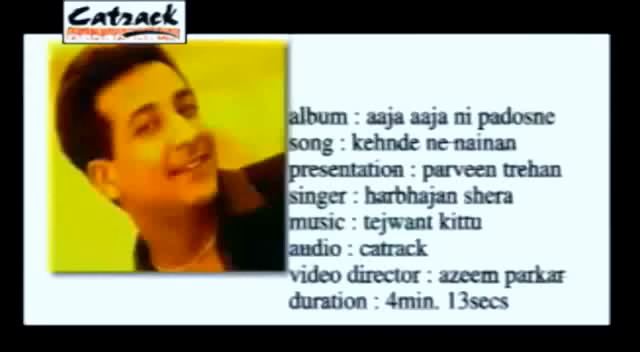 Catrack
album : aaja aaja ni padosne
song : kehnde ne nainan
presentation : parveen trehan
singer : harbhajan shera
music : tejwant kittu
audio : catrack
video director : azeem parkar
duration : 4min. 13secs